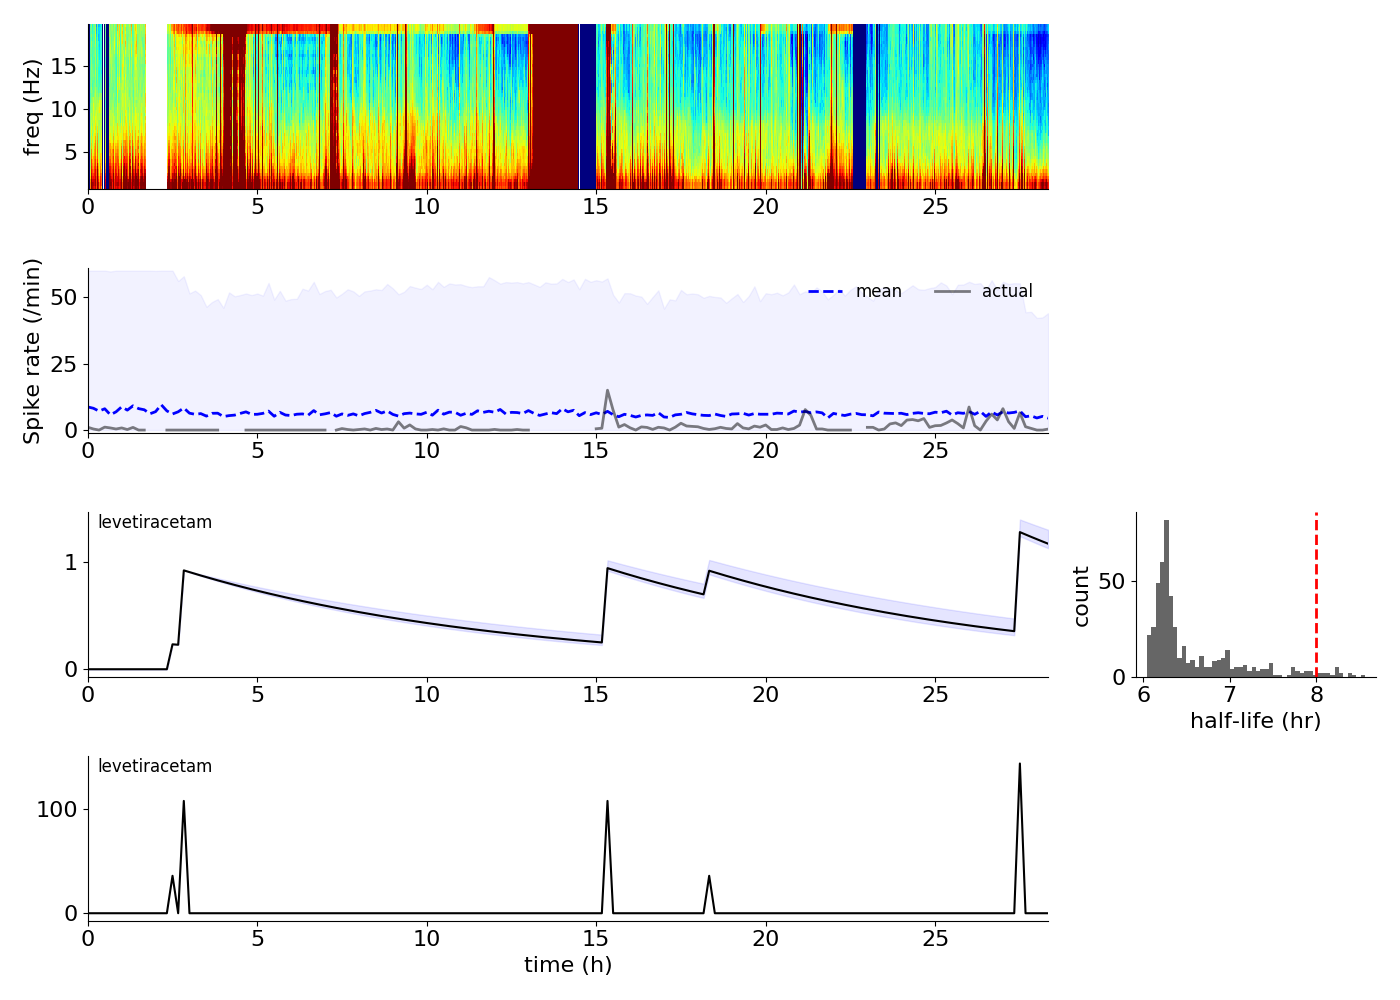 freq (Hz)
15
10
5
0 5 10 15 20 25
Spike rate (/min)
50
25
0
mean actual
0 5 10 15 20 25
levetiracetam
1
0
0 5 10 15 20 25
count
50
0
6 7 8
half-life (hr)
levetiracetam
100
0
0 5 10 15 20 25
time (h)